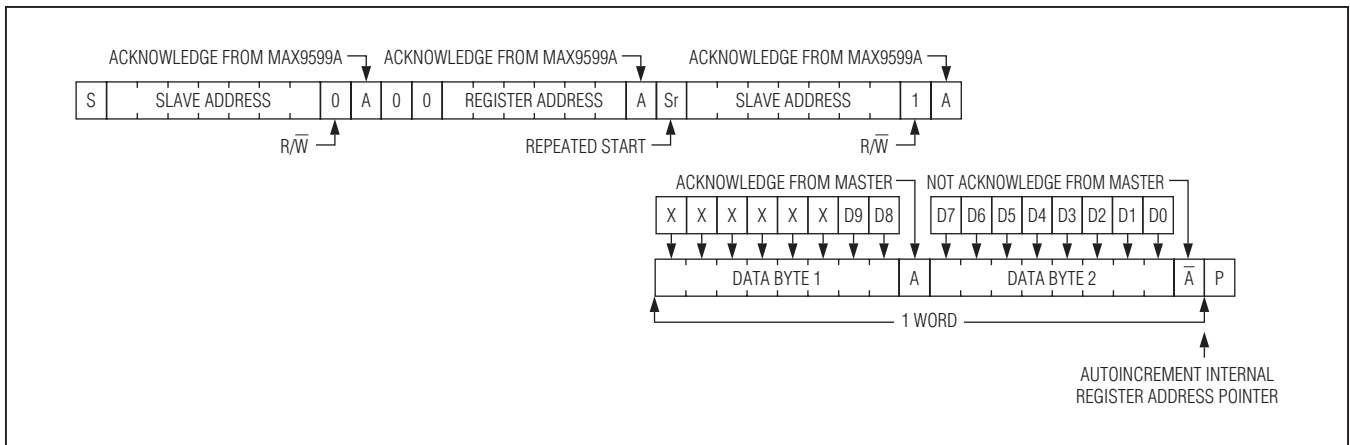 ACKNOWLEDGE FROM MAX9599A ACKNOWLEDGE FROM MAX9599A ACKNOWLEDGE FROM MAX9599A
S SLAVE ADDRESS 0 A 0 0 REGISTER ADDRESS A Sr SLAVE ADDRESS 1 A
R/W̅ REPEATED START R/W̅
ACKNOWLEDGE FROM MASTER NOT ACKNOWLEDGE FROM MASTER
X X X X X X D9 D8 D7 D6 D5 D4 D3 D2 D1 D0
DATA BYTE 1 A DATA BYTE 2 A̅ P
1 WORD
AUTOINCREMENT INTERNAL
REGISTER ADDRESS POINTER